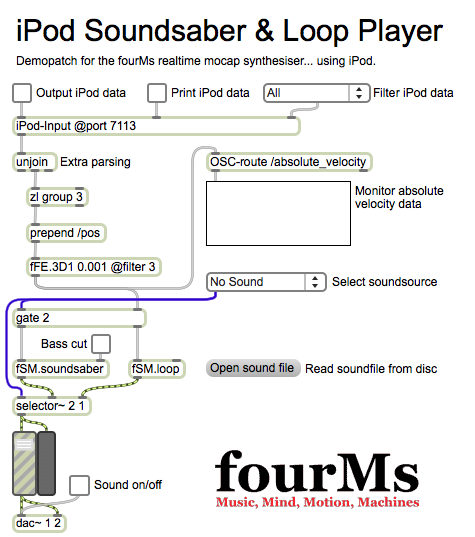 iPod Soundsaber & Loop Player
Demopatch for the fourMs realtime mocap synthesiser... using iPod.
Output iPod data
Print iPod data
All
Filter iPod data
iPod-Input @port 7113
unjoin
Extra parsing
OSC-route /absolute_velocity
zl group 3
Monitor absolute
velocity data
prepend /pos
fFE.3D1 0.001 @filter 3
No Sound
Select soundsource
gate 2
Bass cut
fSM.soundsaber
fSM.loop
Open sound file
Read soundfile from disc
selector~ 2 1
Sound on/off
dac~ 1 2
fourMs
Music, Mind, Motion, Machines